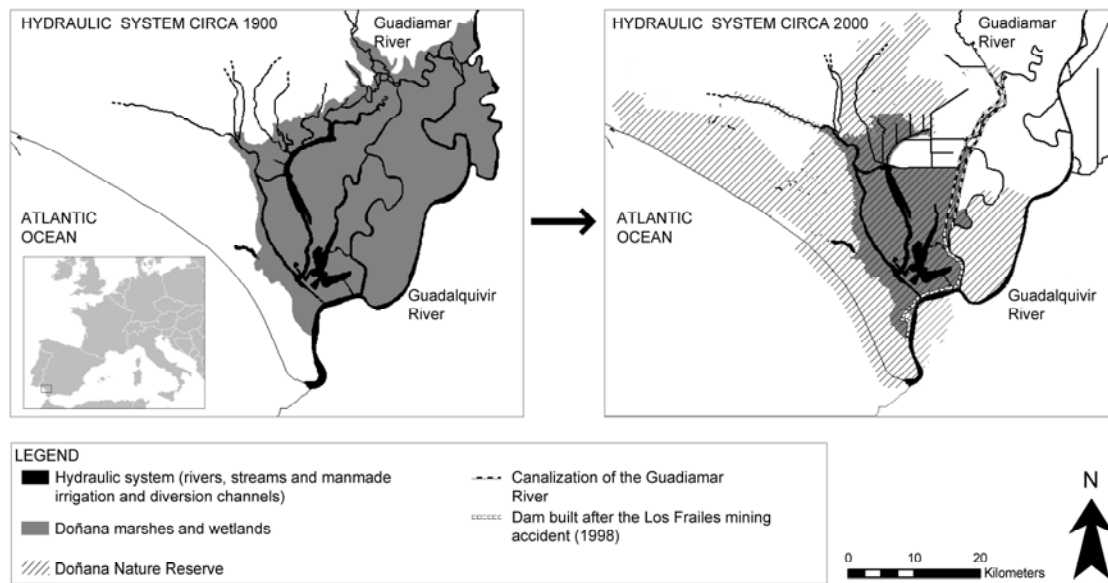 HYDRAULIC SYSTEM CIRCA 1900
Guadiamar
River
ATLANTIC
OCEAN
Guadalquivir
River
HYDRAULIC SYSTEM CIRCA 2000
Guadiamar
River
ATLANTIC
OCEAN
Guadalquivir
River
LEGEND
Hydraulic system (rivers, streams and manmade
irrigation and diversion channels)
Doñana marshes and wetlands
Doñana Nature Reserve
Canalization of the Guadiamar
River
Dam built after the Los Frailes mining
accident (1998)
0 10 20
Kilometers
N